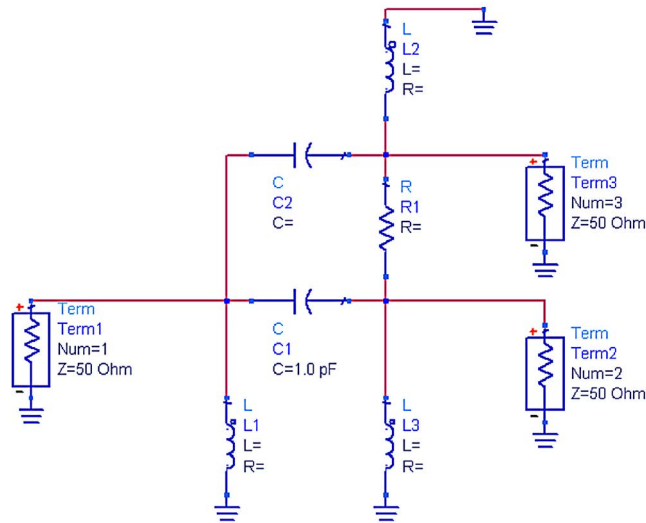 L
L2
L=
R=
C
C2
C=
R
R1
R=
+
Term
Term3
Num=3
Z=50 Ohm
-
+
Term
Term1
Num=1
Z=50 Ohm
-
C
C1
C=1.0 pF
+
Term
Term2
Num=2
Z=50 Ohm
-
L
L1
L=
R=
L
L3
L=
R=